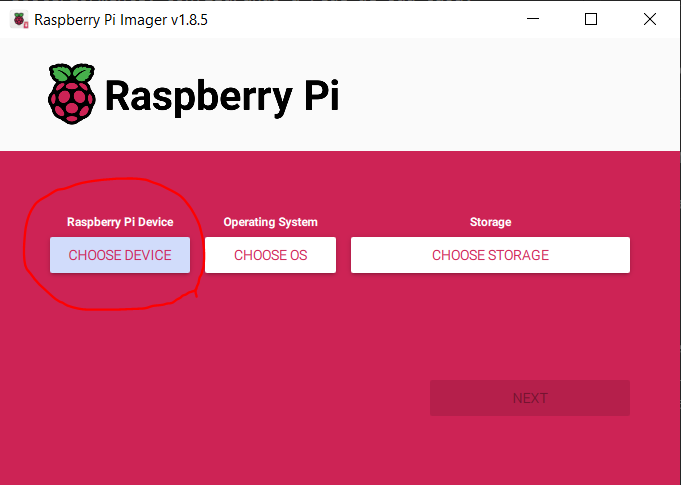 Raspberry Pi Imager v1.8.5
Raspberry Pi
Raspberry Pi Device
Operating System
Storage
CHOOSE DEVICE
CHOOSE OS
CHOOSE STORAGE
NEXT